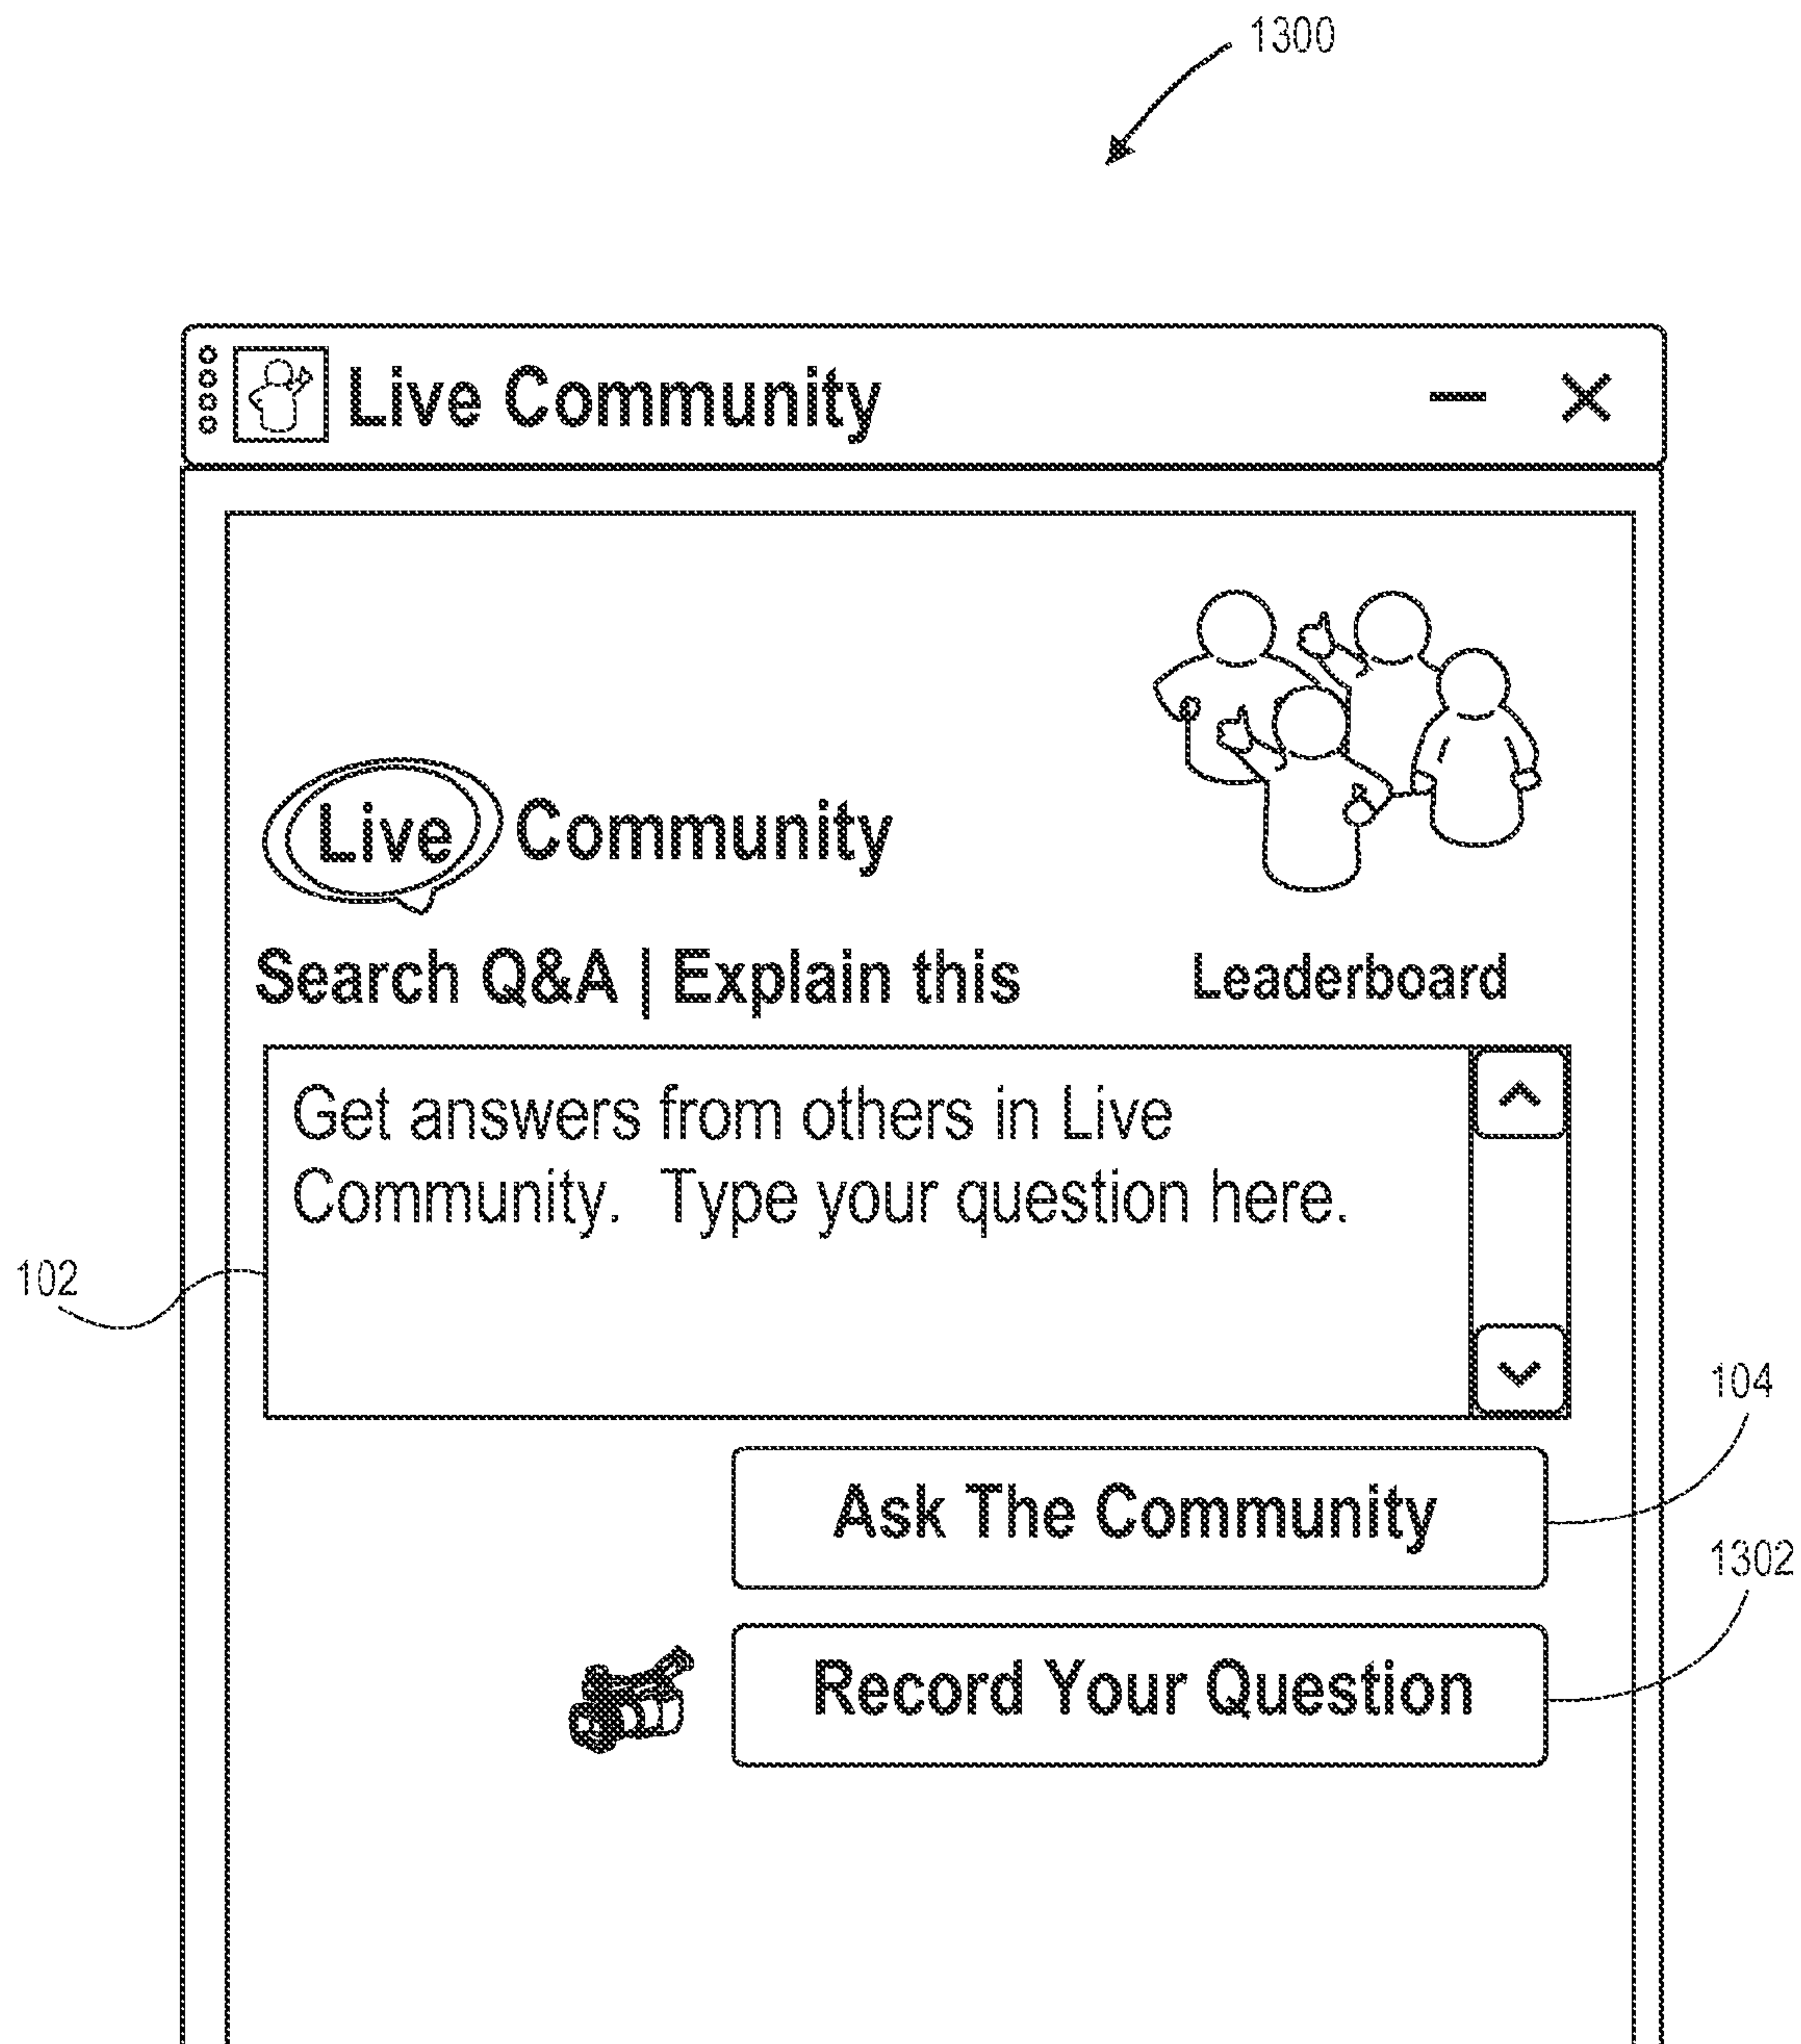 1300
Live Community
Live Community
Search Q&A | Explain this
Leaderboard
Get answers from others in Live
Community. Type your question here.
102
104
Ask The Community
1302
Record Your Question